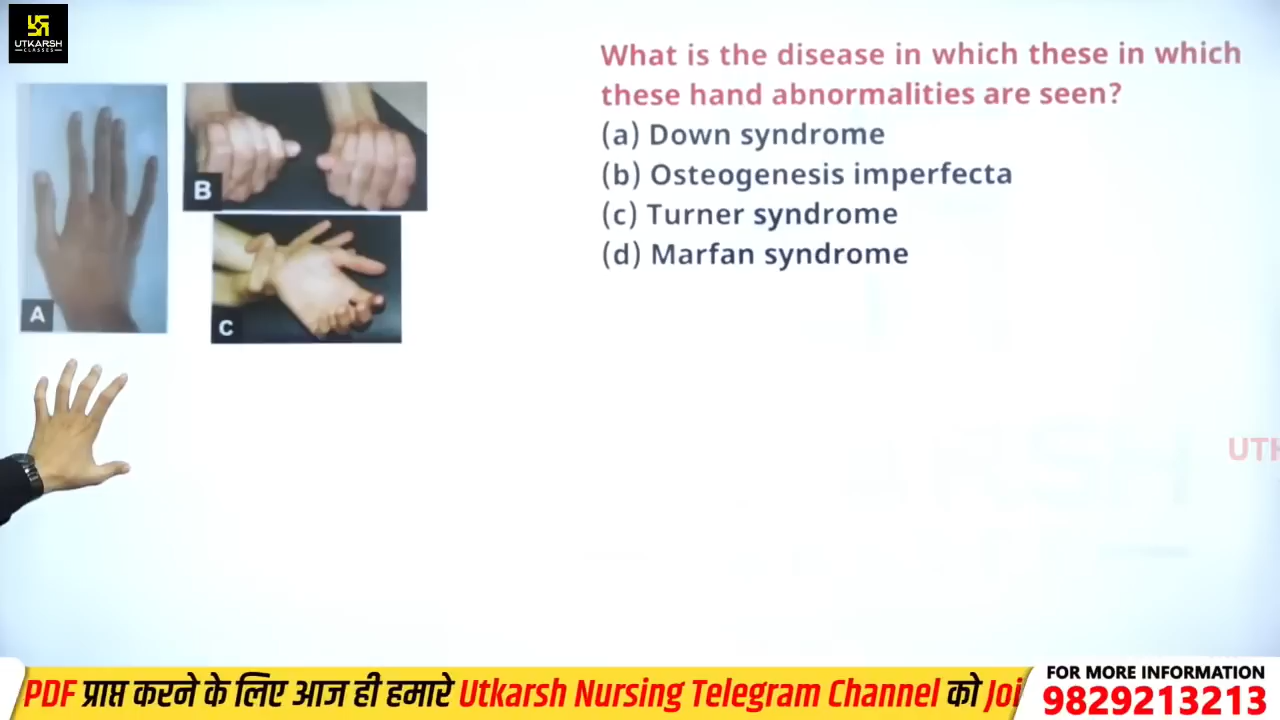 UTKARSH
CLASSES
What is the disease in which these in which
these hand abnormalities are seen?
(a) Down syndrome
(b) Osteogenesis imperfecta
(c) Turner syndrome
(d) Marfan syndrome
A
B
C
PDF प्राप्त करने के लिए आज ही हमारे Utkarsh Nursing Telegram Channel को Joi
FOR MORE INFORMATION
9829213213